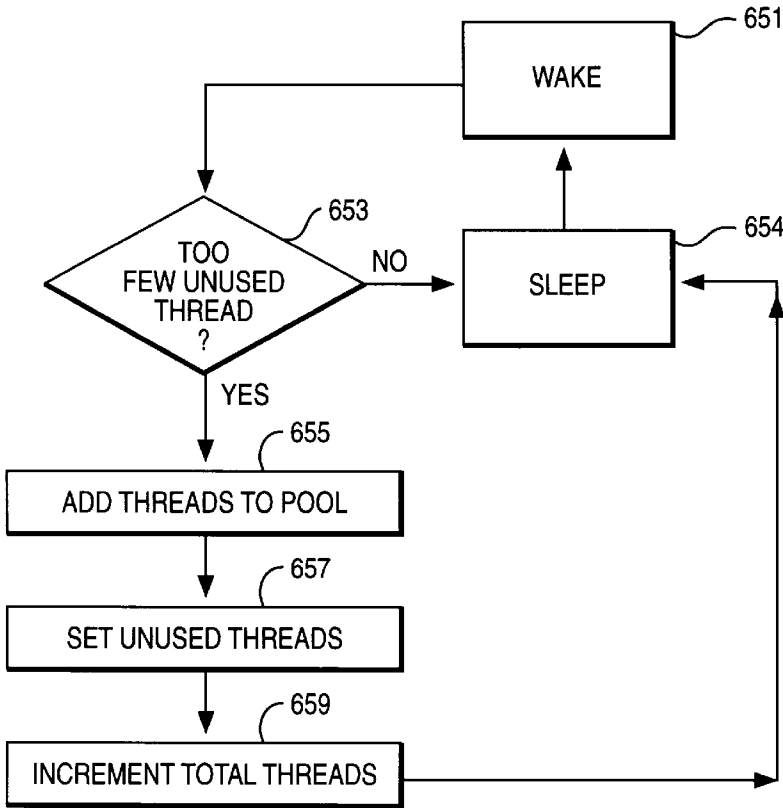 651
WAKE
653
654
TOO
FEW UNUSED
THREAD
?
NO
SLEEP
YES
655
ADD THREADS TO POOL
657
SET UNUSED THREADS
659
INCREMENT TOTAL THREADS